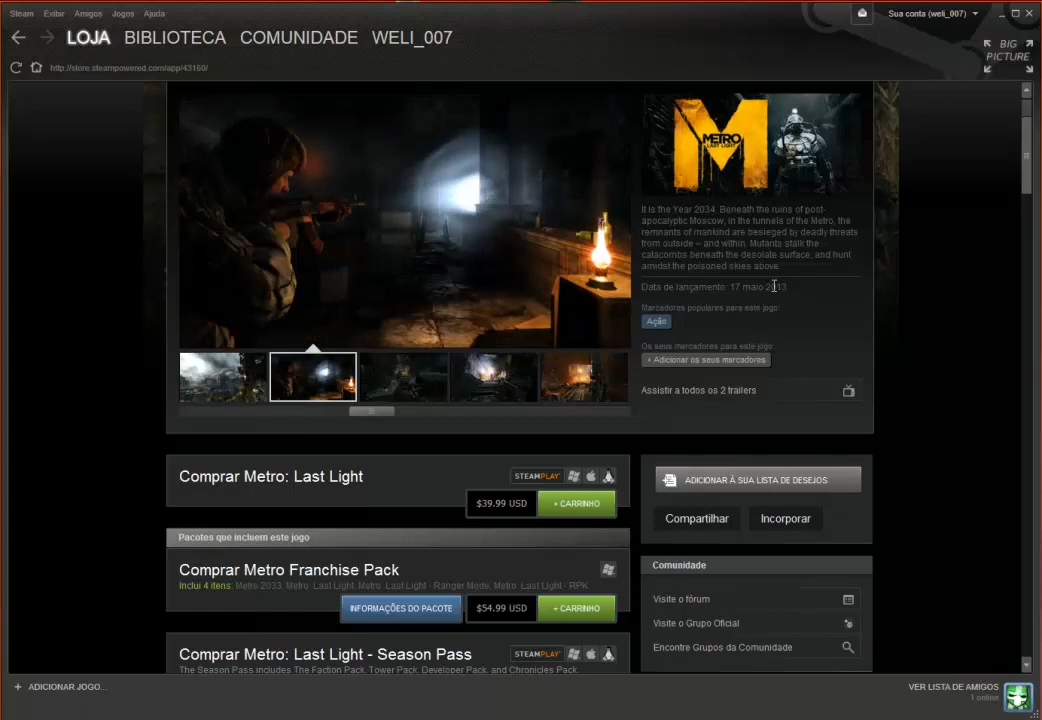 Steam Exibir Amigos Jogos Ajuda
Sua conta (weli_007)
LOJA BIBLIOTECA COMUNIDADE WELI_007
BIG PICTURE
http://store.steampowered.com/app/43160/
METRO
LAST LIGHT
It is the Year 2034. Beneath the ruins of post-
apocalyptic Moscow, in the tunnels of the Metro, the
remnants of mankind are besieged by deadly threats
from outside – and within. Mutants stalk the
catacombs beneath the desolate surface, and hunt
amidst the poisoned skies above.
Data de lançamento: 17 maio 2013
Marcadores populares para este jogo:
Ação
Os seus marcadores para este jogo
+ Adicionar os seus marcadores
Assistir a todos os 2 trailers
Comprar Metro: Last Light
STEAMPLAY
$39.99 USD
+ CARRINHO
ADICIONAR À SUA LISTA DE DESEJOS
Compartilhar
Incorporar
Pacotes que incluem este jogo
Comprar Metro Franchise Pack
Inclui 4 itens: Metro 2033, Metro: Last Light, Metro: Last Light - Ranger Mode, Metro: Last Light - RPK
INFORMAÇÕES DO PACOTE
$54.99 USD
+ CARRINHO
Comunidade
Visite o fórum
Visite o Grupo Oficial
Encontre Grupos da Comunidade
Comprar Metro: Last Light - Season Pass
STEAMPLAY
The Season Pass includes The Faction Pack, Tower Pack, Developer Pack, and Chronicles Pack.
+ ADICIONAR JOGO...
VER LISTA DE AMIGOS
1 online